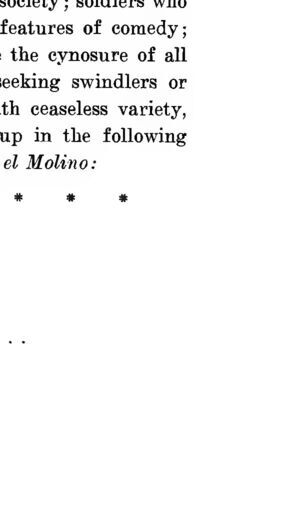 society; soldiers who
features of comedy;
the cynosure of all
seeking swindlers or
ceaseless variety,
up in the following
el Molino:
* * *
. .